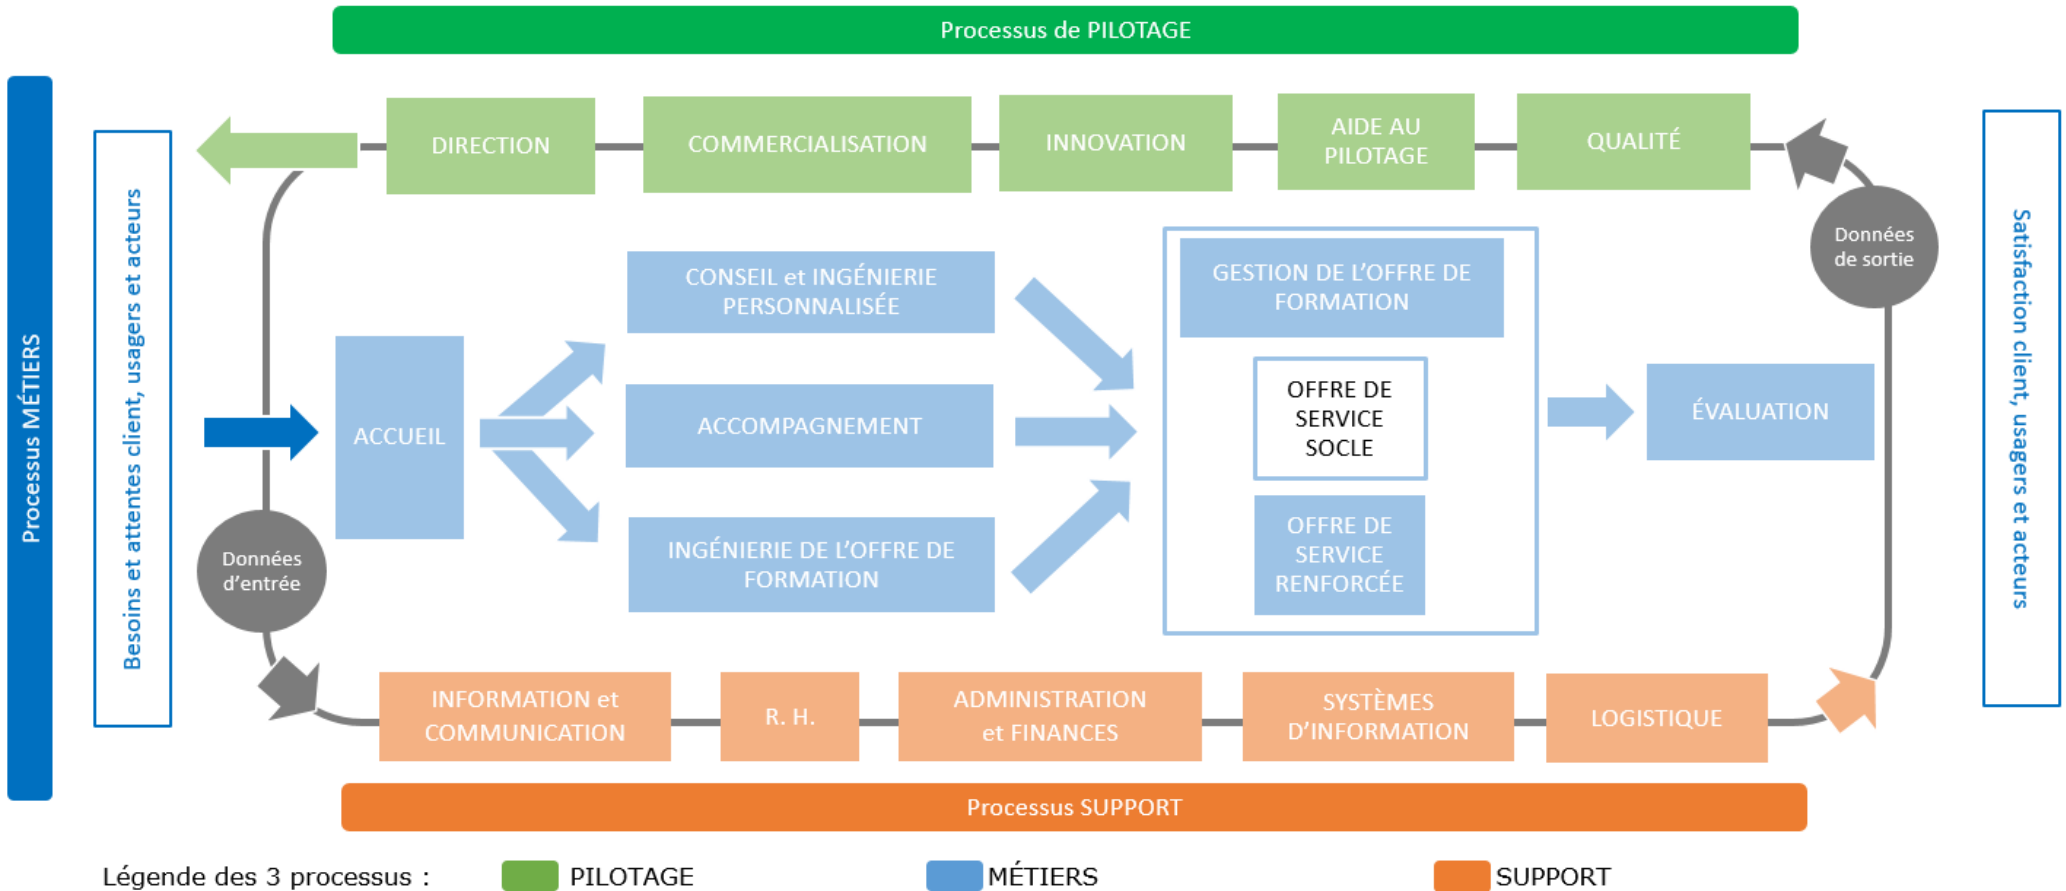 Processus de PILOTAGE
Processus MÉTIERS
Besoins et attentes client, usagers et acteurs
DIRECTION
COMMERCIALISATION
INNOVATION
AIDE AU
PILOTAGE
QUALITÉ
Données
de sortie
Satisfaction client, usagers et acteurs
CONSEIL et INGÉNIERIE
PERSONNALISÉE
GESTION DE L’OFFRE DE
FORMATION
ACCUEIL
ACCOMPAGNEMENT
OFFRE DE
SERVICE
SOCLE
ÉVALUATION
Données
d’entrée
INGÉNIERIE DE L’OFFRE DE
FORMATION
OFFRE DE
SERVICE
RENFORCÉE
INFORMATION et
COMMUNICATION
R. H.
ADMINISTRATION
et FINANCES
SYSTÈMES
D’INFORMATION
LOGISTIQUE
Processus SUPPORT
Légende des 3 processus :
PILOTAGE
MÉTIERS
SUPPORT